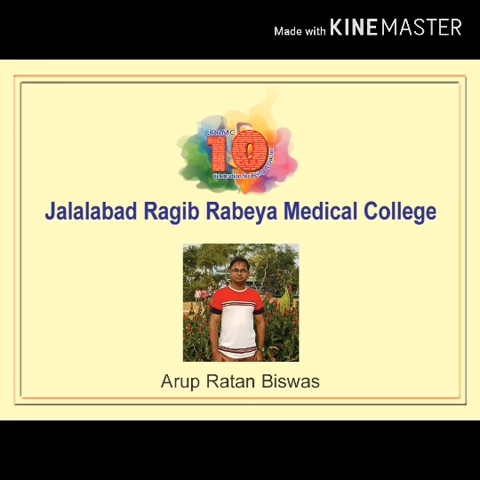 Made with KINEMASTER
JRRMC
10
Jalalabad Ragib Rabeya Medical College
Arup Ratan Biswas